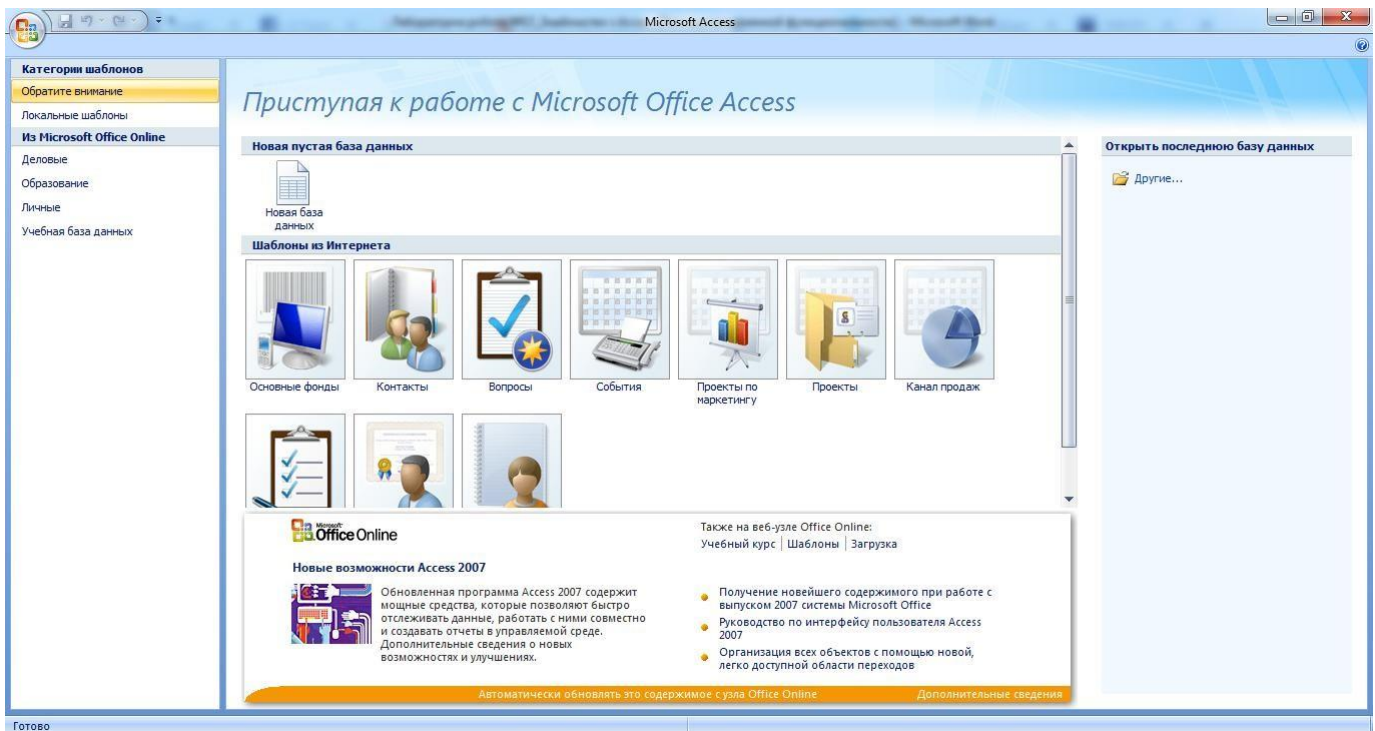 Microsoft Access
Категории шаблонов
Обратите внимание
Локальные шаблоны
Из Microsoft Office Online
Деловые
Образование
Личные
Учебная база данных
Приступая к работе с Microsoft Office Access
Новая пустая база данных
Новая база
данных
Шаблоны из Интернета
Основные фонды
Контакты
Вопросы
События
Проекты по
маркетингу
Проекты
Канал продаж
Microsoft
Office Online
Новые возможности Access 2007
Обновленная программа Access 2007 содержит
мощные средства, которые позволяют быстро
отслеживать данные, работать с ними совместно
и создавать отчеты в управляемой среде.
Дополнительные сведения о новых
возможностях и улучшениях.
Также на веб-узле Office Online:
Учебный курс | Шаблоны | Загрузка
Получение новейшего содержимого при работе с
выпуском 2007 системы Microsoft Office
Руководство по интерфейсу пользователя Access
2007
Организация всех объектов с помощью новой,
легко доступной области переходов
Автоматически обновлять это содержимое с узла Office Online
Дополнительные сведения
Открыть последнюю базу данных
Другие...
Готово